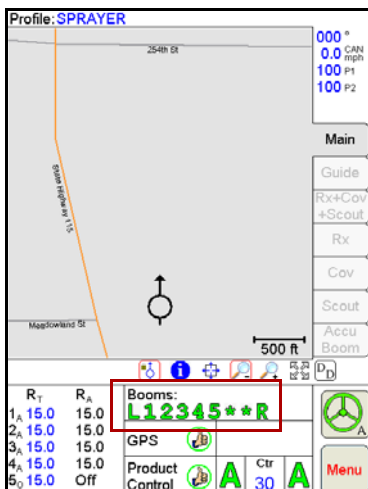 Profile:SPRAYER
254th St
000 °
0.0 CAN mph
100 P1
100 P2
Main
Guide
Rx+Cov
+Scout
Rx
Cov
Scout
Accu
Boom
State Highway 115
Meadowland St
500 ft
DD
RT RA
1A 15.0 15.0
2A 15.0 15.0
3A 15.0 15.0
4A 15.0 15.0
5O 15.0 Off
Booms:
L12345**R
GPS
Product
Control
A
Ctr
30
A
A
Menu